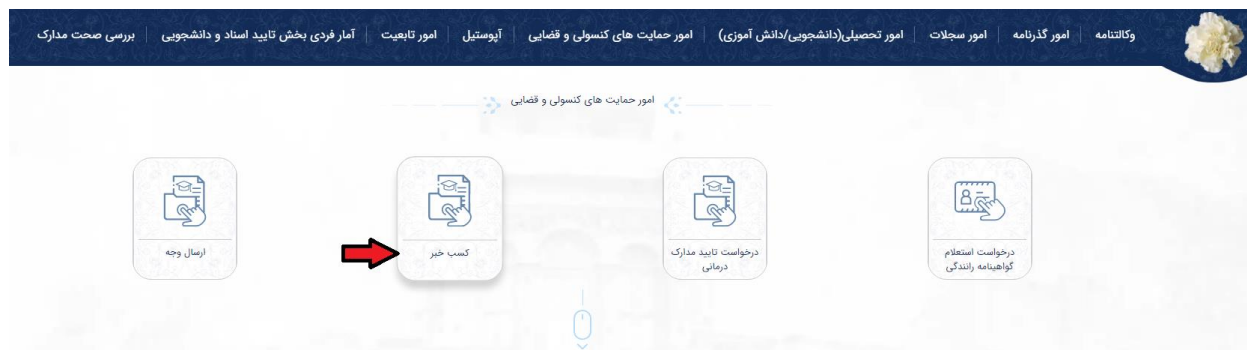 وکالتنامه
امور گذرنامه
امور سجلات
امور تحصیلی(دانشجویی/دانش آموزی)
امور حمایت های کنسولی و قضایی
آپوستیل
امور تابعیت
آمار فردی بخش تایید اسناد و دانشجویی
بررسی صحت مدارک
امور حمایت های کنسولی و قضایی
درخواست استعلام
گواهینامه رانندگی
درخواست تایید مدارک
درمانی
کسب خبر
ارسال وجه